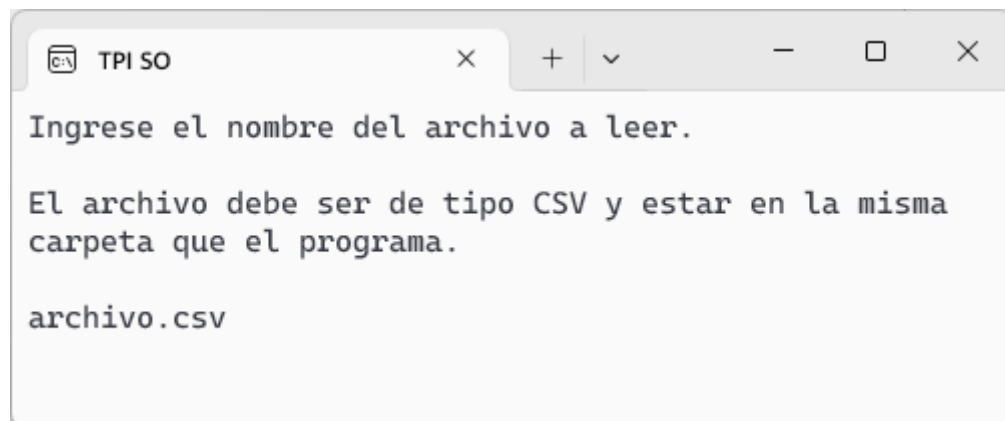 C:\ TPI SO
Ingrese el nombre del archivo a leer.
El archivo debe ser de tipo CSV y estar en la misma
carpeta que el programa.
archivo.csv